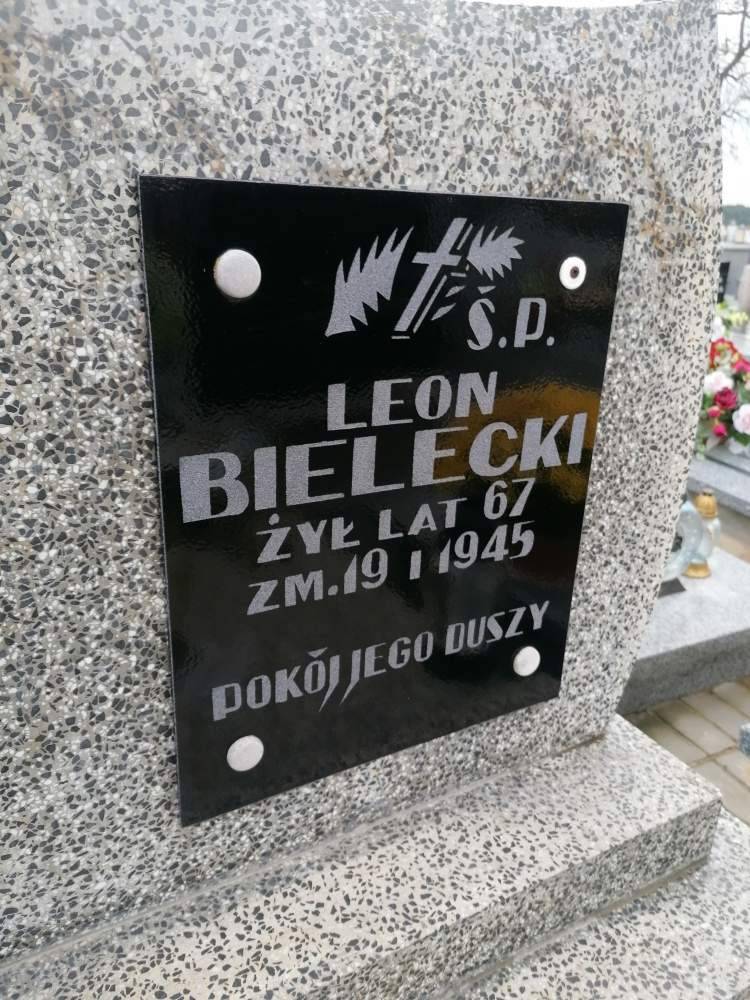 Ś.P.
LEON
BIELECKI
ŻYŁ LAT 67
ZM. 19 I 1945
POKÓJ JEGO DUSZY